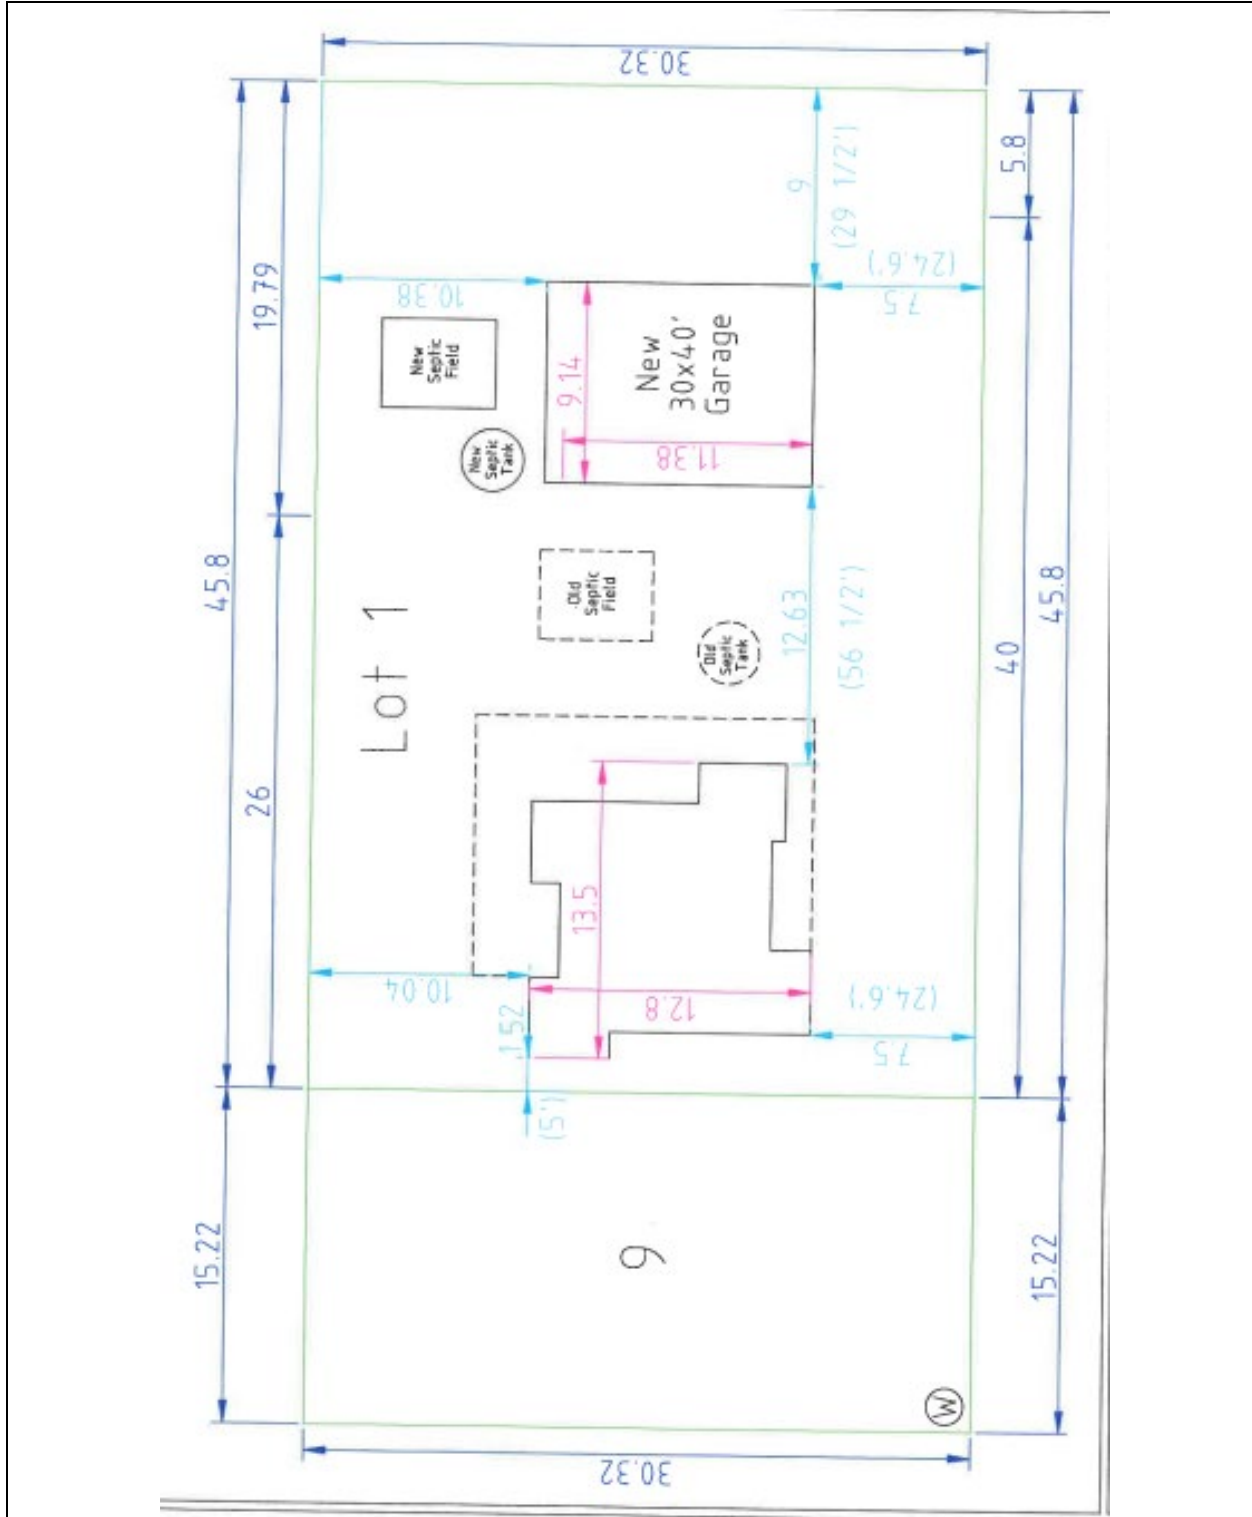 30.32
45.8
19.79
26
15.22
10.38
9
(29 1/2')
5.8
(24.6')
7.5
New
Septic
Field
9.14
New
30x40'
Garage
11.38
New
Septic
Tank
Old
Septic
Field
Old
Septic
Tank
12.63
(56 1/2')
40
45.8
Lot 1
13.5
10.04
1.52
(5')
12.8
(24.6')
7.5
9
15.22
W
30.32